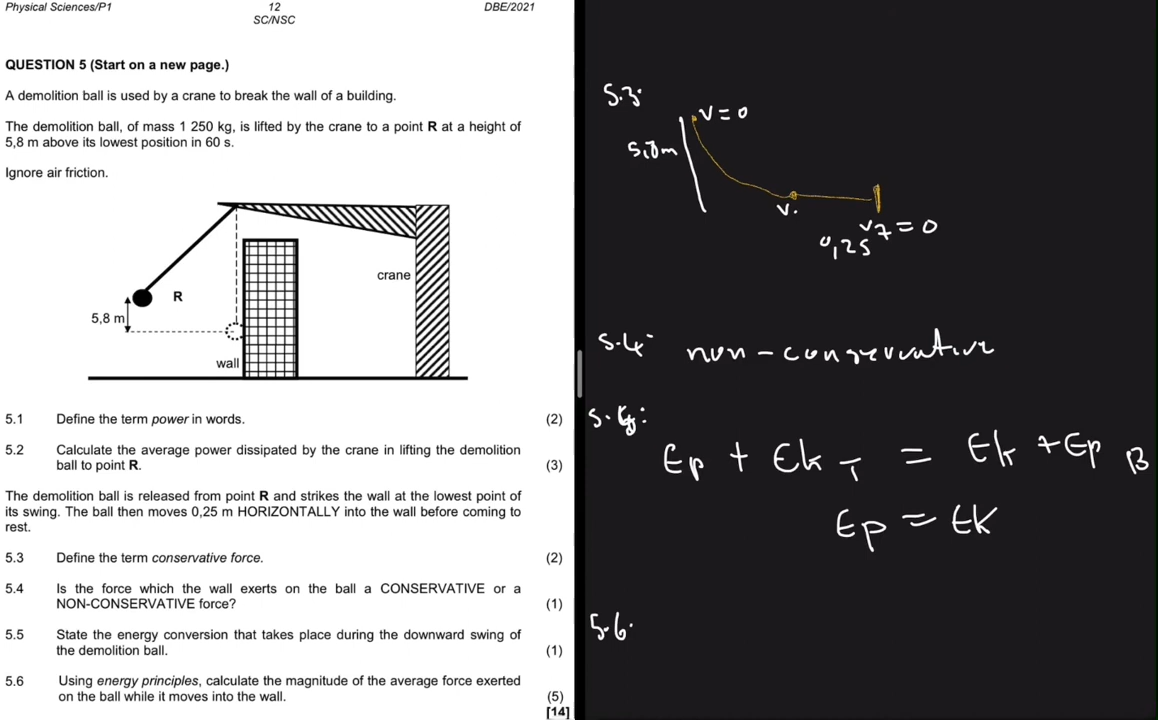 Physical Sciences/P1 12 DBE/2021
SC/NSC
QUESTION 5 (Start on a new page.)
A demolition ball is used by a crane to break the wall of a building.
The demolition ball, of mass 1 250 kg, is lifted by the crane to a point R at a height of
5,8 m above its lowest position in 60 s.
Ignore air friction.
crane
R
5,8 m
wall
5.1 Define the term power in words. (2)
5.2 Calculate the average power dissipated by the crane in lifting the demolition
ball to point R. (3)
The demolition ball is released from point R and strikes the wall at the lowest point of
its swing. The ball then moves 0,25 m HORIZONTALLY into the wall before coming to
rest.
5.3 Define the term conservative force. (2)
5.4 Is the force which the wall exerts on the ball a CONSERVATIVE or a
NON-CONSERVATIVE force? (1)
5.5 State the energy conversion that takes place during the downward swing of
the demolition ball. (1)
5.6 Using energy principles, calculate the magnitude of the average force exerted
on the ball while it moves into the wall. (5)
[14]
5.3:
V = 0
5,8m
V.
V7 = 0
0,25
5.4: non-conservative
Ep + Ek T = Ek + Ep B
Ep = Ek
5.6: